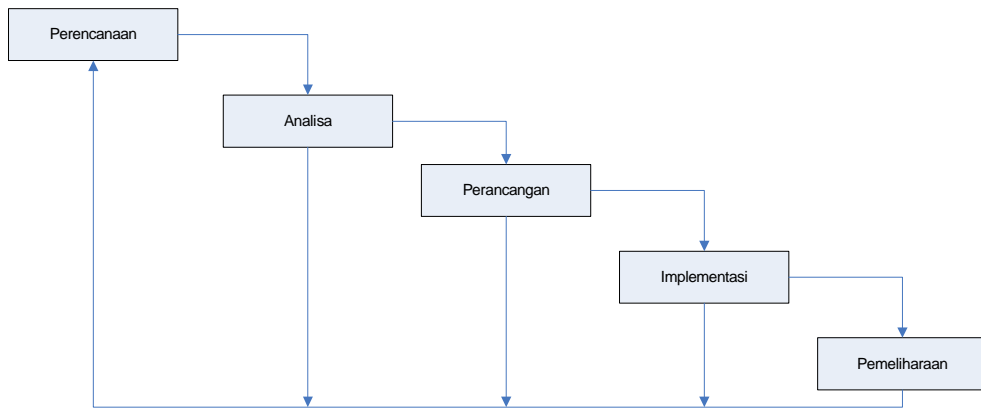 Perencanaan
Analisa
Perancangan
Implementasi
Pemeliharaan